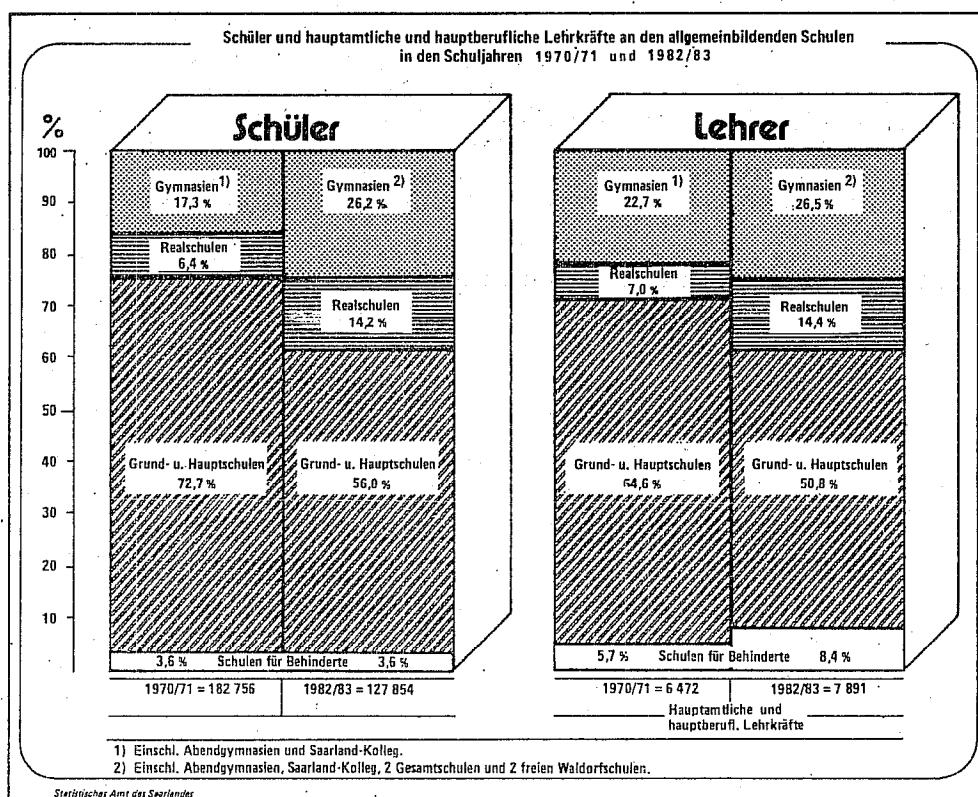 Schüler und hauptamtliche und hauptberufliche Lehrkräfte an den allgemeinbildenden Schulen
in den Schuljahren 1970/71 und 1982/83
%
Schüler
Lehrer
100
90
80
70
60
50
40
30
20
10
Gymnasien 1)
17,3 %
Gymnasien 2)
26,2 %
Realschulen
6,4 %
Realschulen
14,2 %
Grund- u. Hauptschulen
72,7 %
Grund- u. Hauptschulen
56,0 %
3,6 % Schulen für Behinderte 3,6 %
1970/71 = 182 756
1982/83 = 127 854
Gymnasien 1)
22,7 %
Gymnasien 2)
26,5 %
Realschulen
7,0 %
Realschulen
14,4 %
Grund- u. Hauptschulen
64,6 %
Grund- u. Hauptschulen
50,8 %
5,7 % Schulen für Behinderte 8,4 %
1970/71 = 6 472
1982/83 = 7 891
Hauptamtliche und
hauptberufl. Lehrkräfte
1) Einschl. Abendgymnasien und Saarland-Kolleg.
2) Einschl. Abendgymnasien, Saarland-Kolleg, 2 Gesamtschulen und 2 freien Waldorfschulen.
Statistisches Amt des Saarlandes